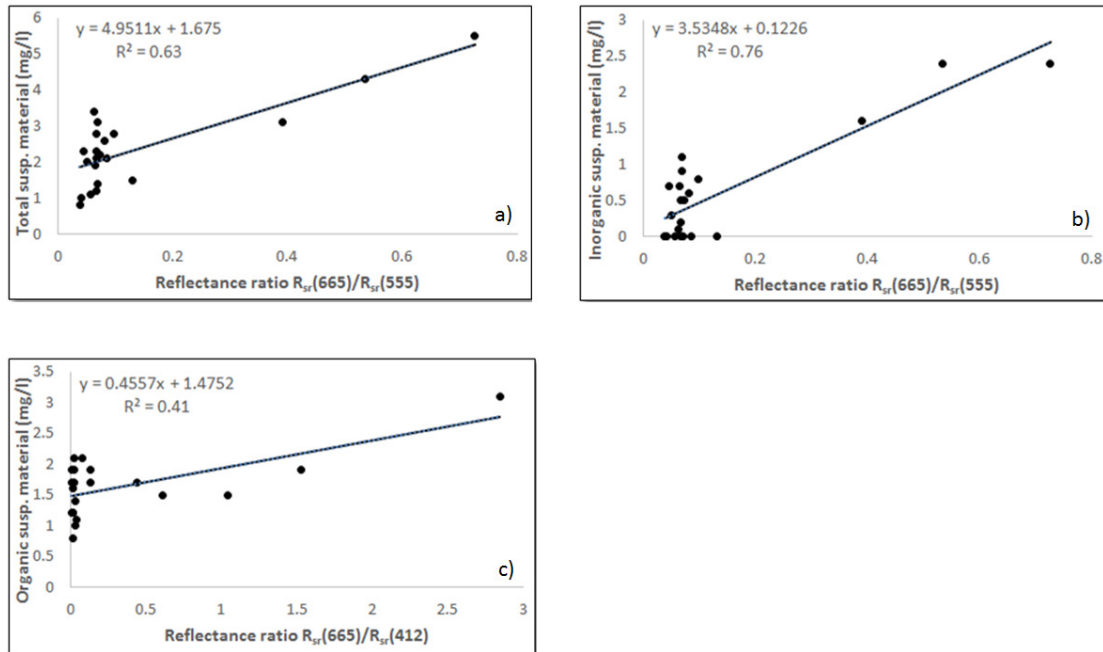 y = 4.9511x + 1.675
R² = 0.63
Total susp. material (mg/l)
6
5
4
3
2
1
0
0
0.2
0.4
0.6
0.8
Reflectance ratio Rsr(665)/Rsr(555)
a)
y = 3.5348x + 0.1226
R² = 0.76
Inorganic susp. material (mg/l)
3
2.5
2
1.5
1
0.5
0
0
0.2
0.4
0.6
0.8
Reflectance ratio Rsr(665)/Rsr(555)
b)
y = 0.4557x + 1.4752
R² = 0.41
Organic susp. material (mg/l)
3.5
3
2.5
2
1.5
1
0.5
0
0
0.5
1
1.5
2
2.5
3
Reflectance ratio Rsr(665)/Rsr(412)
c)